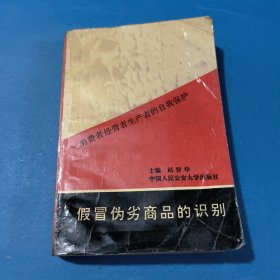 消费者经营者生产者的自我保护
主编 赵登举
中国人民公安大学出版社
假冒伪劣商品的识别